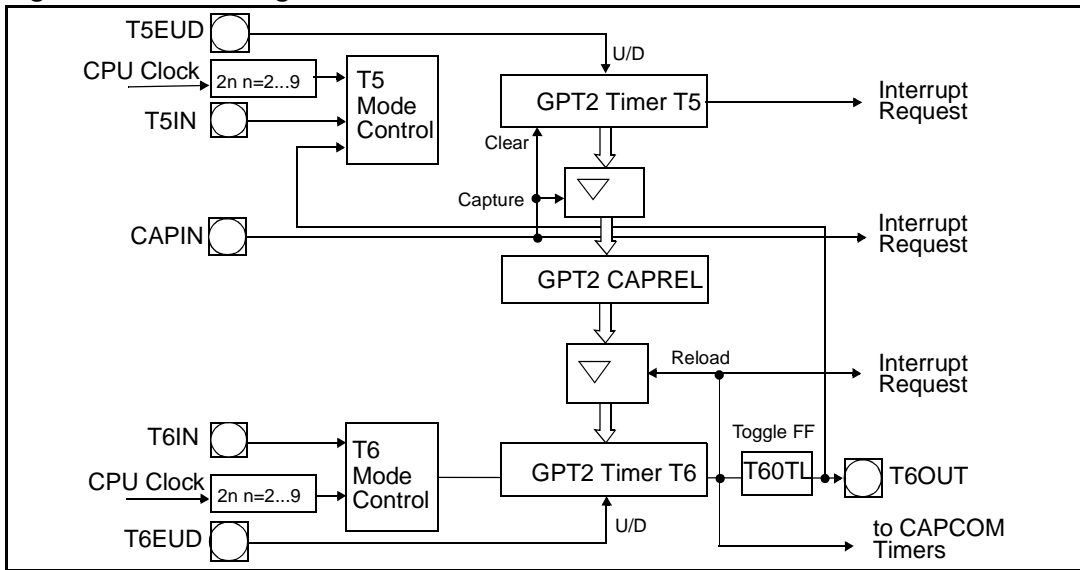 T5EUD
U/D
CPU Clock
2n n=2...9
T5
Mode
Control
GPT2 Timer T5
Interrupt
Request
T5IN
Clear
Capture
CAPIN
Interrupt
Request
GPT2 CAPREL
Reload
Interrupt
Request
T6IN
T6
Mode
Control
Toggle FF
GPT2 Timer T6
T60TL
T6OUT
CPU Clock
2n n=2...9
U/D
T6EUD
to CAPCOM
Timers